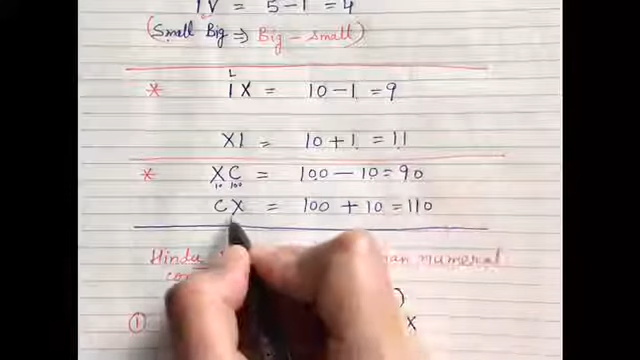 IV = 5 - 1 = 4
(Small Big ⇒ Big - small)
* IX = 10 - 1 = 9
XI = 10 + 1 = 11
* XC = 100 - 10 = 90
10 100
CX = 100 + 10 = 110
Hindu numeral
①